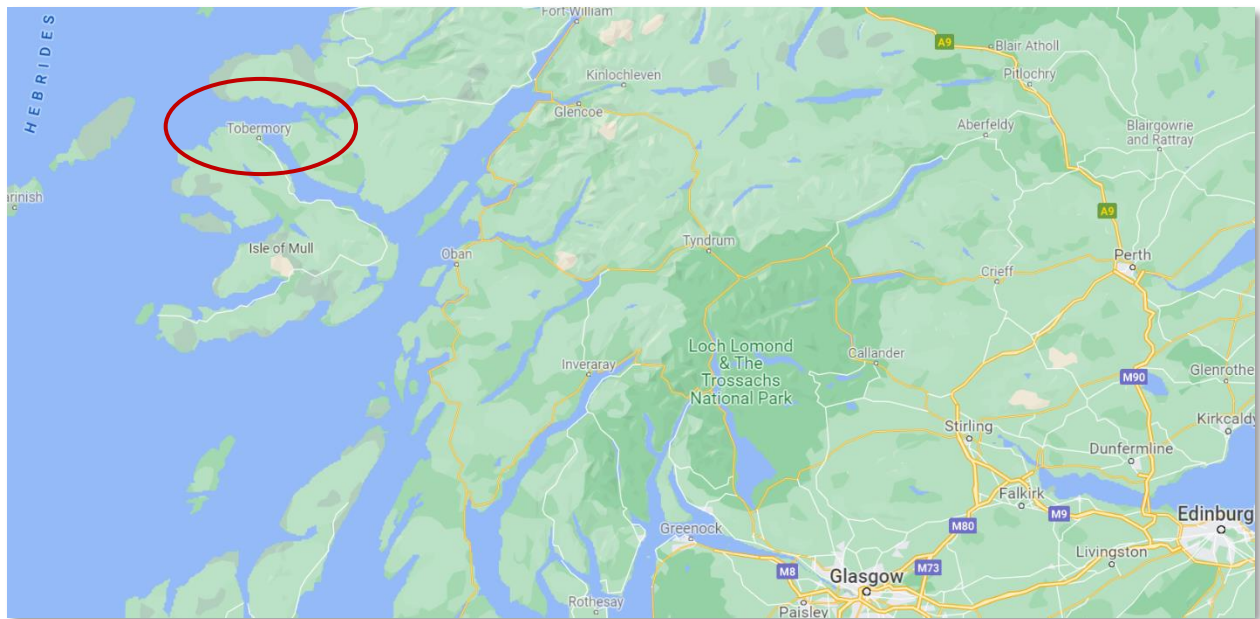 Fort William
HEBRIDES
A9
Blair Atholl
Kinlochleven
Pitlochry
Glencoe
Tobermory
Aberfeldy
Blairgowrie
and Rattray
arinish
A9
Isle of Mull
Oban
Tyndrum
Perth
Crieff
Loch Lomond
& The
Trossachs
National Park
Callander
Inveraray
M90
Glenrothe
Stirling
Kirkcaldy
Dunfermline
Falkirk
M9
Edinburg
M80
Greenock
Livingston
M8
Glasgow
M73
Rothesay
Paisley